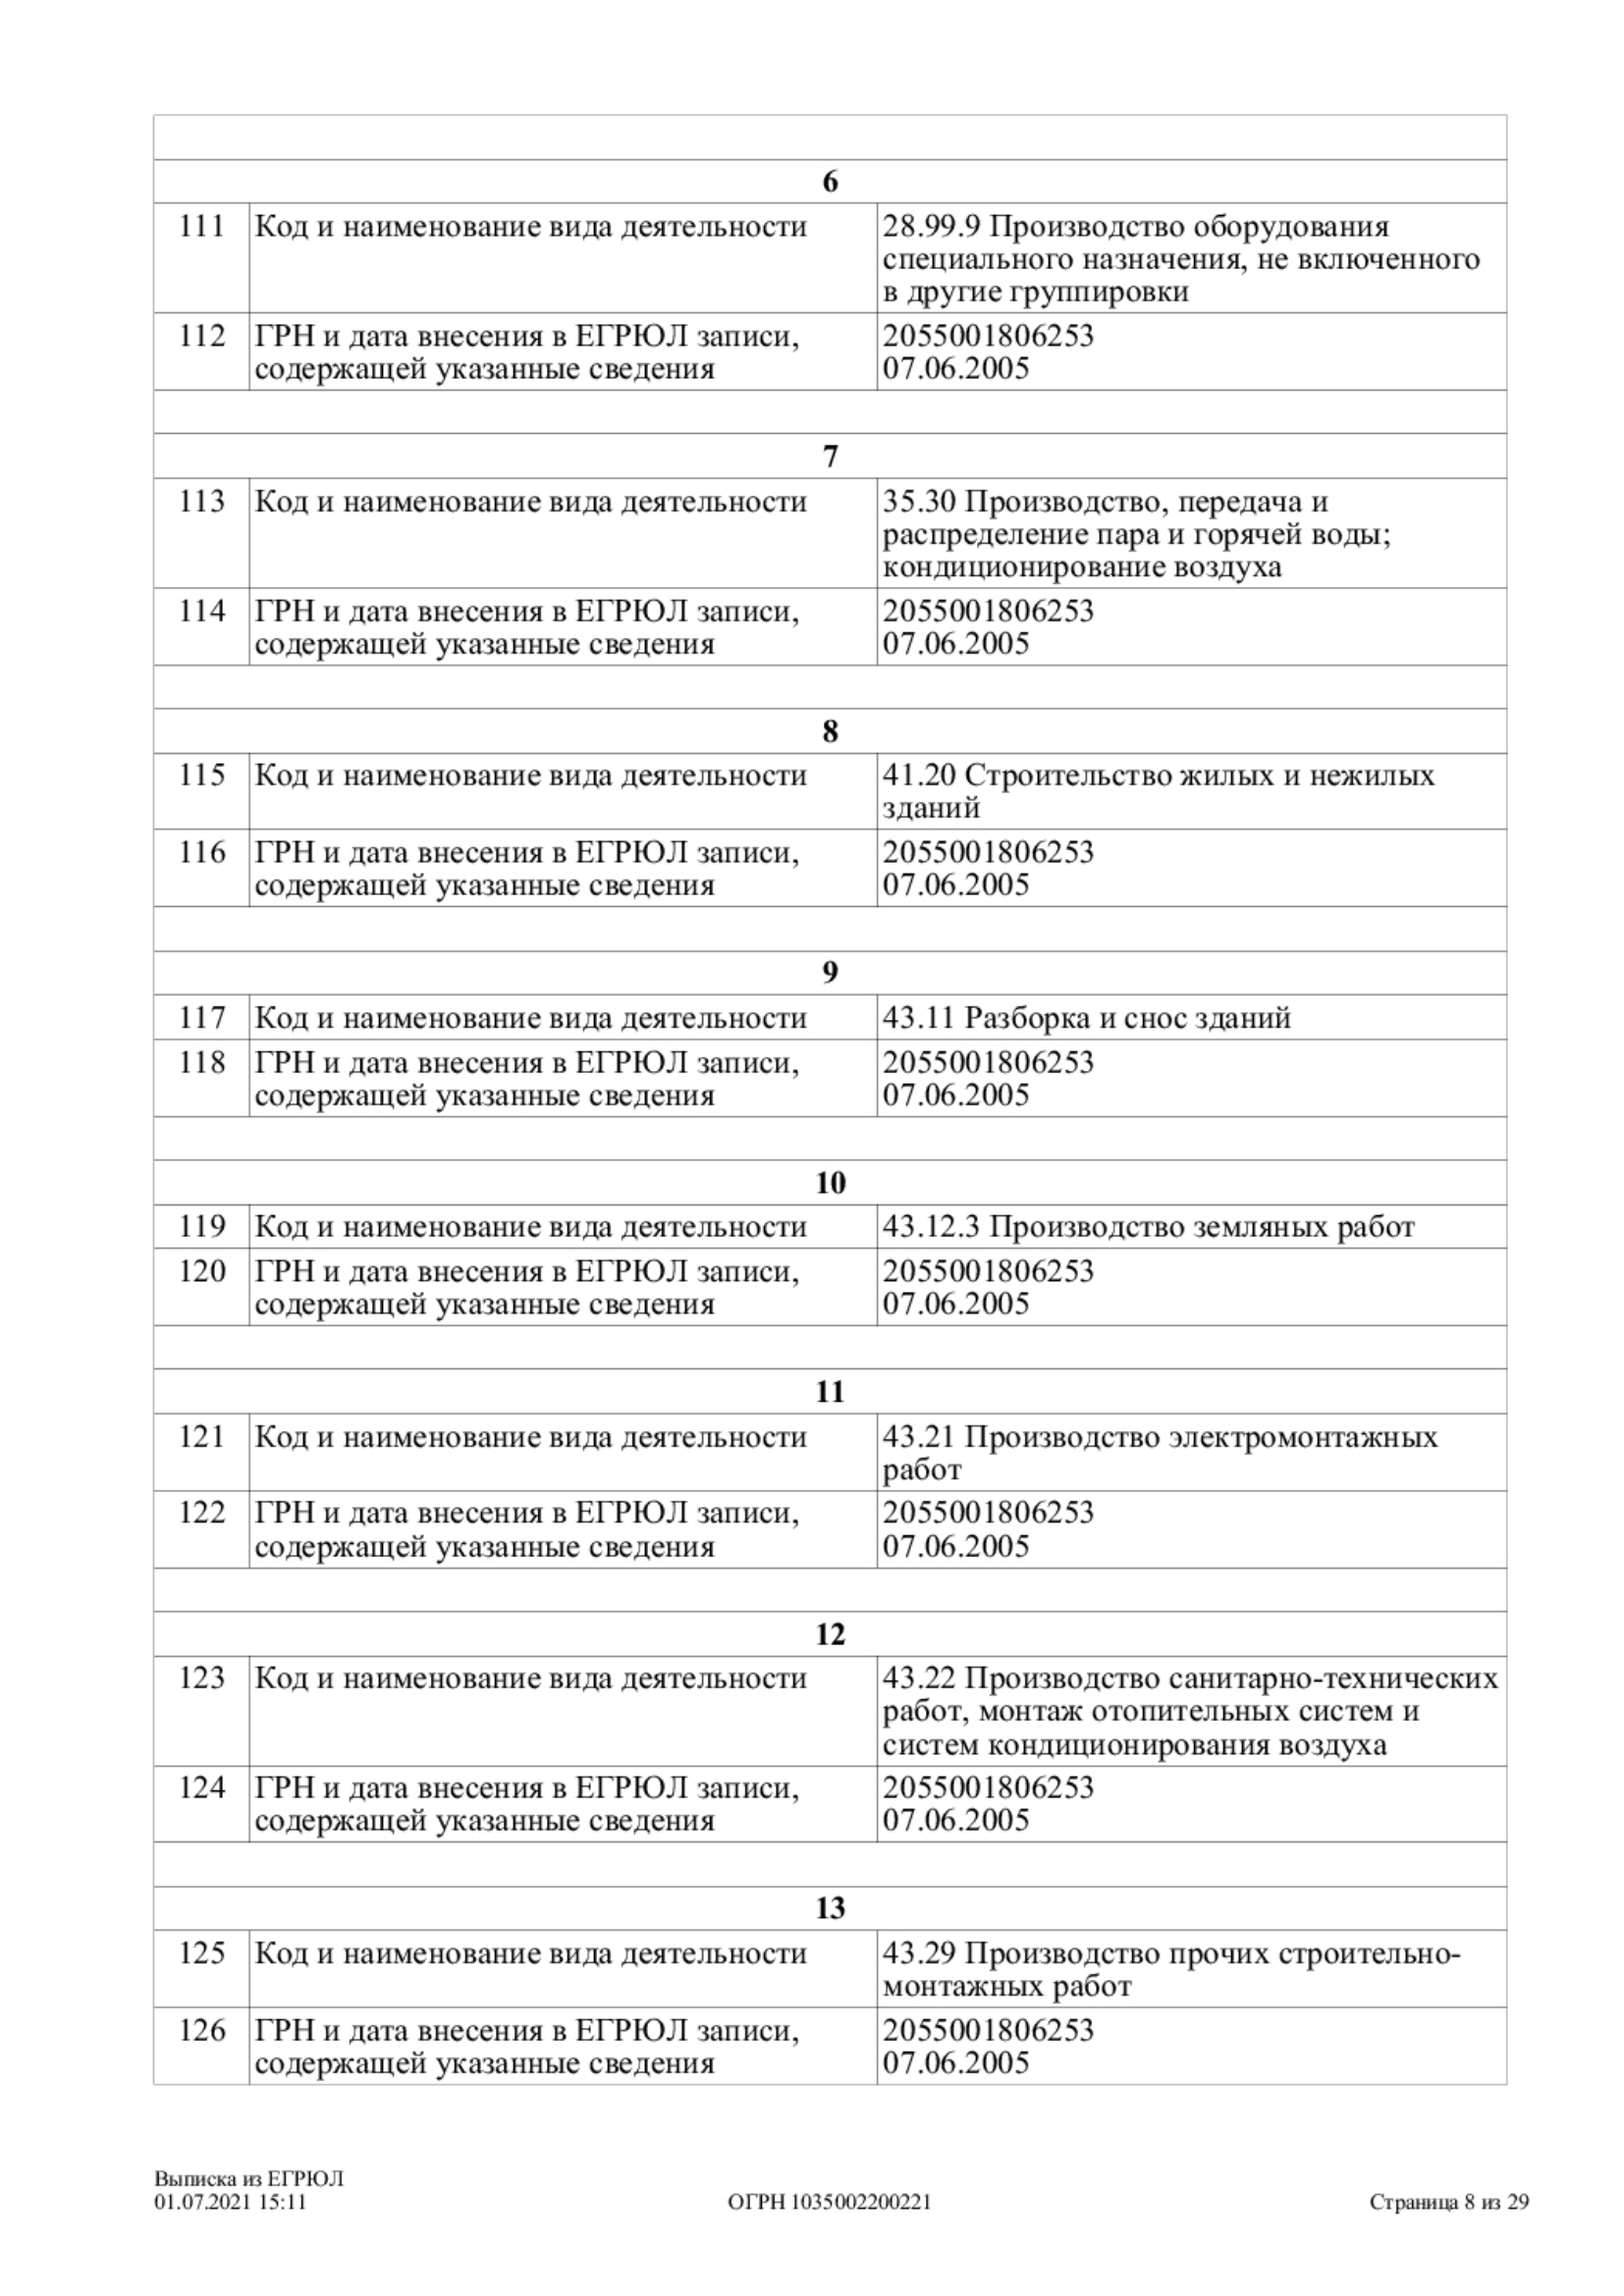 6
111 Код и наименование вида деятельности 28.99.9 Производство оборудования
специального назначения, не включенного
в другие группировки
112 ГРН и дата внесения в ЕГРЮЛ записи, 2055001806253
содержащей указанные сведения 07.06.2005
7
113 Код и наименование вида деятельности 35.30 Производство, передача и
распределение пара и горячей воды;
кондиционирование воздуха
114 ГРН и дата внесения в ЕГРЮЛ записи, 2055001806253
содержащей указанные сведения 07.06.2005
8
115 Код и наименование вида деятельности 41.20 Строительство жилых и нежилых
зданий
116 ГРН и дата внесения в ЕГРЮЛ записи, 2055001806253
содержащей указанные сведения 07.06.2005
9
117 Код и наименование вида деятельности 43.11 Разборка и снос зданий
118 ГРН и дата внесения в ЕГРЮЛ записи, 2055001806253
содержащей указанные сведения 07.06.2005
10
119 Код и наименование вида деятельности 43.12.3 Производство земляных работ
120 ГРН и дата внесения в ЕГРЮЛ записи, 2055001806253
содержащей указанные сведения 07.06.2005
11
121 Код и наименование вида деятельности 43.21 Производство электромонтажных
работ
122 ГРН и дата внесения в ЕГРЮЛ записи, 2055001806253
содержащей указанные сведения 07.06.2005
12
123 Код и наименование вида деятельности 43.22 Производство санитарно-технических
работ, монтаж отопительных систем и
систем кондиционирования воздуха
124 ГРН и дата внесения в ЕГРЮЛ записи, 2055001806253
содержащей указанные сведения 07.06.2005
13
125 Код и наименование вида деятельности 43.29 Производство прочих строительно-
монтажных работ
126 ГРН и дата внесения в ЕГРЮЛ записи, 2055001806253
содержащей указанные сведения 07.06.2005
Выписка из ЕГРЮЛ
01.07.2021 15:11 ОГРН 1035002200221 Страница 8 из 29